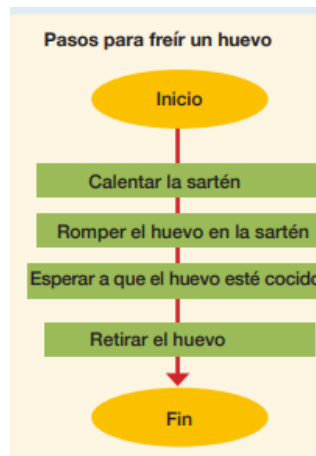 Pasos para freír un huevo
Inicio
Calentar la sartén
Romper el huevo en la sartén
Esperar a que el huevo esté cocido
Retirar el huevo
Fin